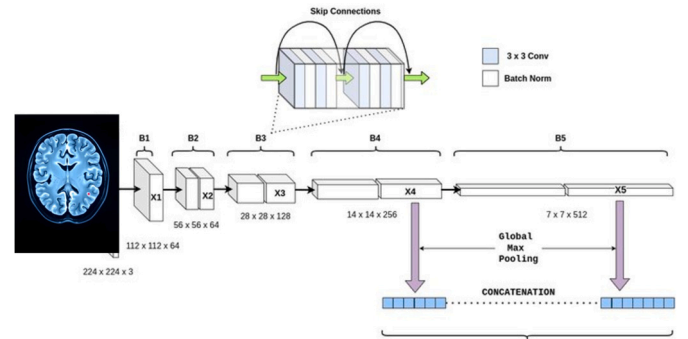 Skip Connections
3 x 3 Conv
Batch Norm
B1
B2
B3
B4
B5
X1
X2
X3
X4
X5
56 x 56 x 64
28 x 28 x 128
14 x 14 x 256
7 x 7 x 512
112 x 112 x 64
224 x 224 x 3
Global
Max
Pooling
CONCATENATION